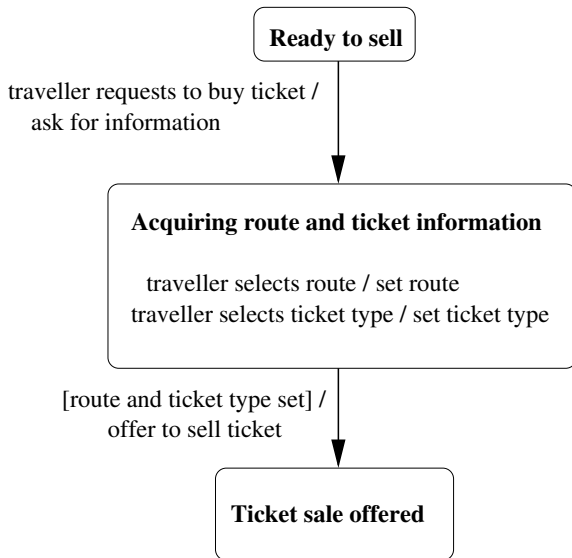 Ready to sell
traveller requests to buy ticket /
ask for information
Acquiring route and ticket information
traveller selects route / set route
traveller selects ticket type / set ticket type
[route and ticket type set] /
offer to sell ticket
Ticket sale offered